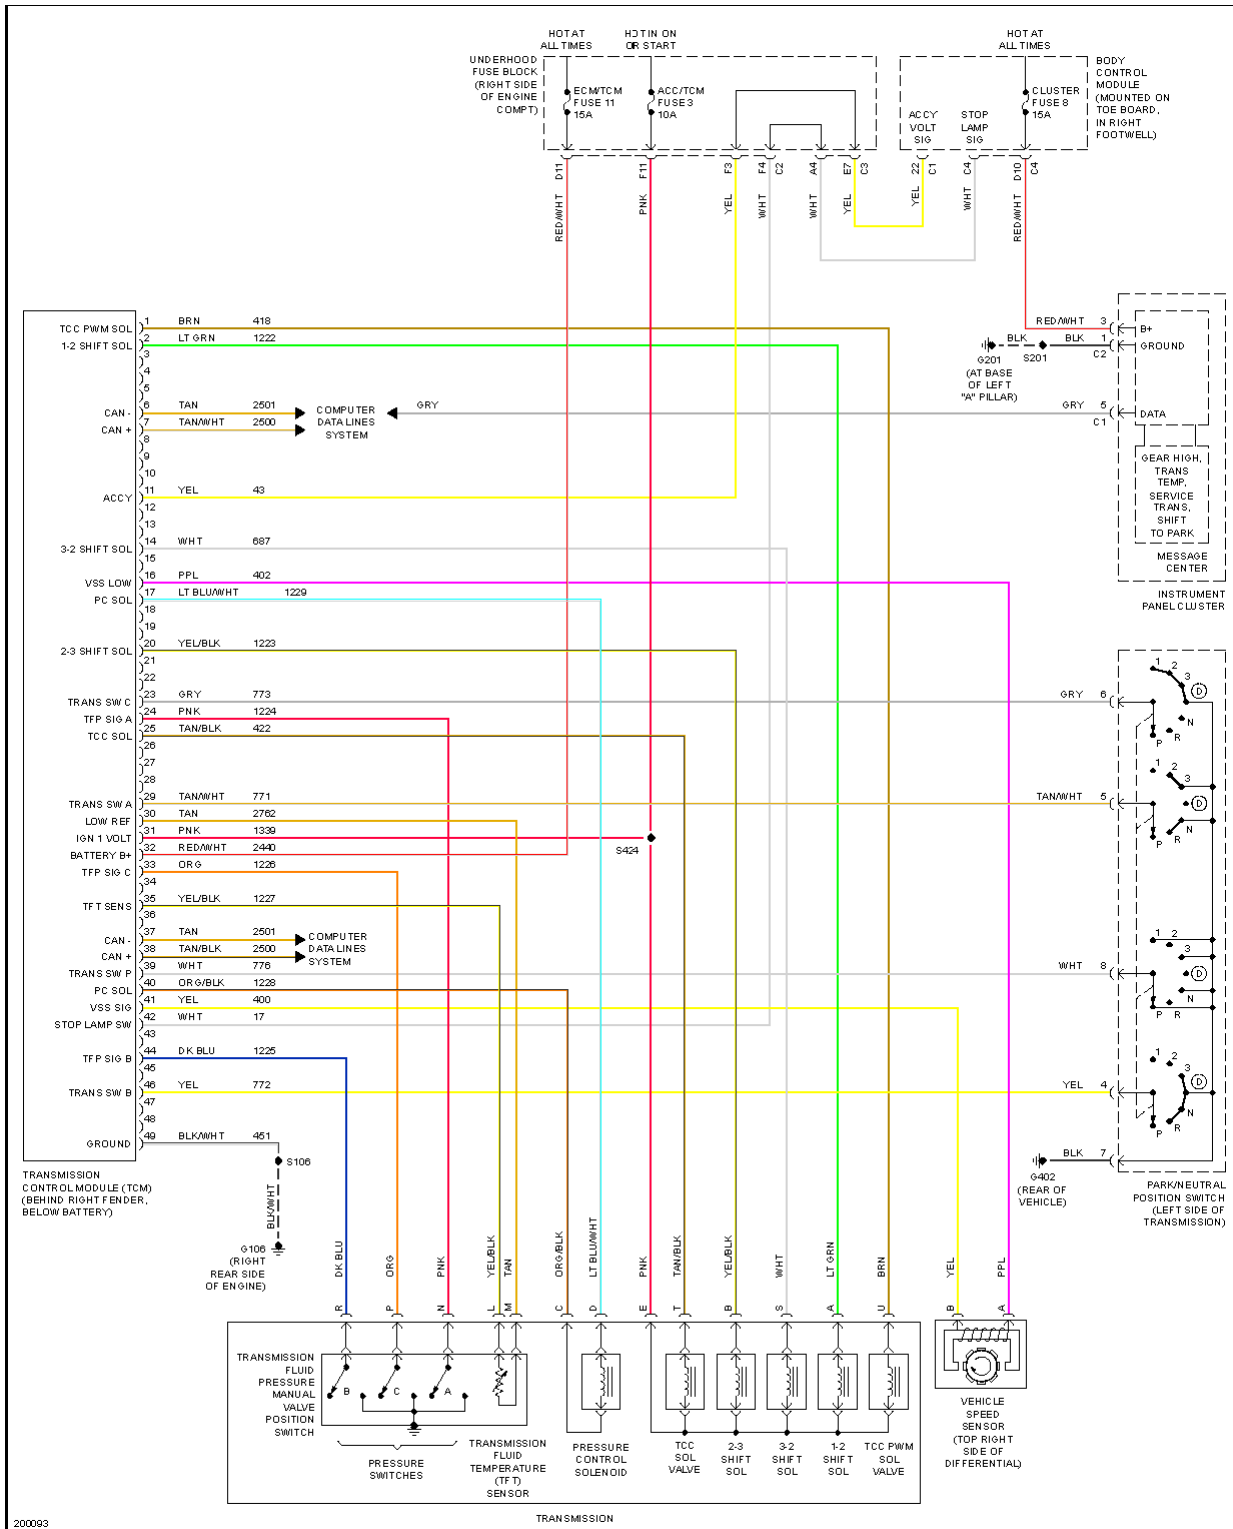 HOT AT
ALL TIMES
HOT IN ON
OR START
HOT AT
ALL TIMES
UNDERHOOD
FUSE BLOCK
(RIGHT SIDE
OF ENGINE
COMPT)
ECM/TCM
FUSE 11
15A
ACC/TCM
FUSE 3
10A
ACCY
VOLT
SIG
STOP
LAMP
SIG
CLUSTER
FUSE 8
15A
BODY
CONTROL
MODULE
(MOUNTED ON
TOE BOARD,
IN RIGHT
FOOTWELL)
D11
F11
F3
F4
C2
A4
E7
C3
22
C1
C4
D10
C4
RED/WHT
PNK
YEL
WHT
WHT
YEL
YEL
WHT
RED/WHT
TCC PWM SOL 1 BRN 418
1-2 SHIFT SOL 2 LT GRN 1222
3
4
5
CAN - 6 TAN 2501
CAN + 7 TAN/WHT 2500
COMPUTER
DATA LINES
SYSTEM
GRY
8
9
10
ACCY 11 YEL 43
12
13
3-2 SHIFT SOL 14 WHT 687
15
VSS LOW 16 PPL 402
PC SOL 17 LT BLU/WHT 1229
18
19
2-3 SHIFT SOL 20 YEL/BLK 1223
21
22
TRANS SW C 23 GRY 773
TFP SIG A 24 PNK 1224
TCC SOL 25 TAN/BLK 422
26
27
28
TRANS SW A 29 TAN/WHT 771
LOW REF 30 TAN 2762
IGN 1 VOLT 31 PNK 1339
BATTERY B+ 32 RED/WHT 2440
TFP SIG C 33 ORG 1226
34
TFT SENS 35 YEL/BLK 1227
36
CAN - 37 TAN 2501
CAN + 38 TAN/BLK 2500
COMPUTER
DATA LINES
SYSTEM
TRANS SW P 39 WHT 776
PC SOL 40 ORG/BLK 1228
VSS SIG 41 YEL 400
STOP LAMP SW 42 WHT 17
43
TFP SIG B 44 DK BLU 1225
45
TRANS SW B 46 YEL 772
47
48
GROUND 49 BLK/WHT 451
S424
TRANSMISSION
CONTROL MODULE (TCM)
(BEHIND RIGHT FENDER,
BELOW BATTERY)
S106
BLK/WHT
G106
(RIGHT
REAR SIDE
OF ENGINE)
RED/WHT 3 B+
BLK S201 BLK 1 GROUND
C2
G201
(AT BASE
OF LEFT
"A" PILLAR)
GRY 5 DATA
C1
GEAR HIGH,
TRANS
TEMP,
SERVICE
TRANS,
SHIFT
TO PARK
MESSAGE
CENTER
INSTRUMENT
PANEL CLUSTER
GRY 6
1 2 3 D N R P
TAN/WHT 5
1 2 3 D N R P
WHT 8
1 2 3 D N R P
YEL 4
1 2 3 D N R P
BLK 7
G402
(REAR OF
VEHICLE)
PARK/NEUTRAL
POSITION SWITCH
(LEFT SIDE OF
TRANSMISSION)
DK BLU
ORG
PNK
YEL/BLK
TAN
ORG/BLK
LT BLU/WHT
PNK
TAN/BLK
YEL/BLK
WHT
LT GRN
BRN
YEL
PPL
R
P
N
L
M
C
D
E
T
B
S
A
U
B
A
TRANSMISSION
FLUID
PRESSURE
MANUAL
VALVE
POSITION
SWITCH
B
C
A
PRESSURE
SWITCHES
TRANSMISSION
FLUID
TEMPERATURE
(TFT)
SENSOR
PRESSURE
CONTROL
SOLENOID
TCC
SOL
VALVE
2-3
SHIFT
SOL
3-2
SHIFT
SOL
1-2
SHIFT
SOL
TCC PWM
SOL
VALVE
VEHICLE
SPEED
SENSOR
(TOP RIGHT
SIDE OF
DIFFERENTIAL)
TRANSMISSION
200093